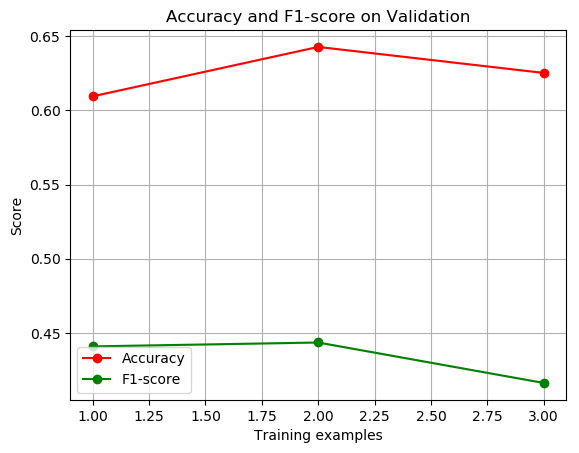 Accuracy and F1-score on Validation
0.65
0.60
0.55
0.50
0.45
Score
Accuracy
F1-score
1.00 1.25 1.50 1.75 2.00 2.25 2.50 2.75 3.00
Training examples